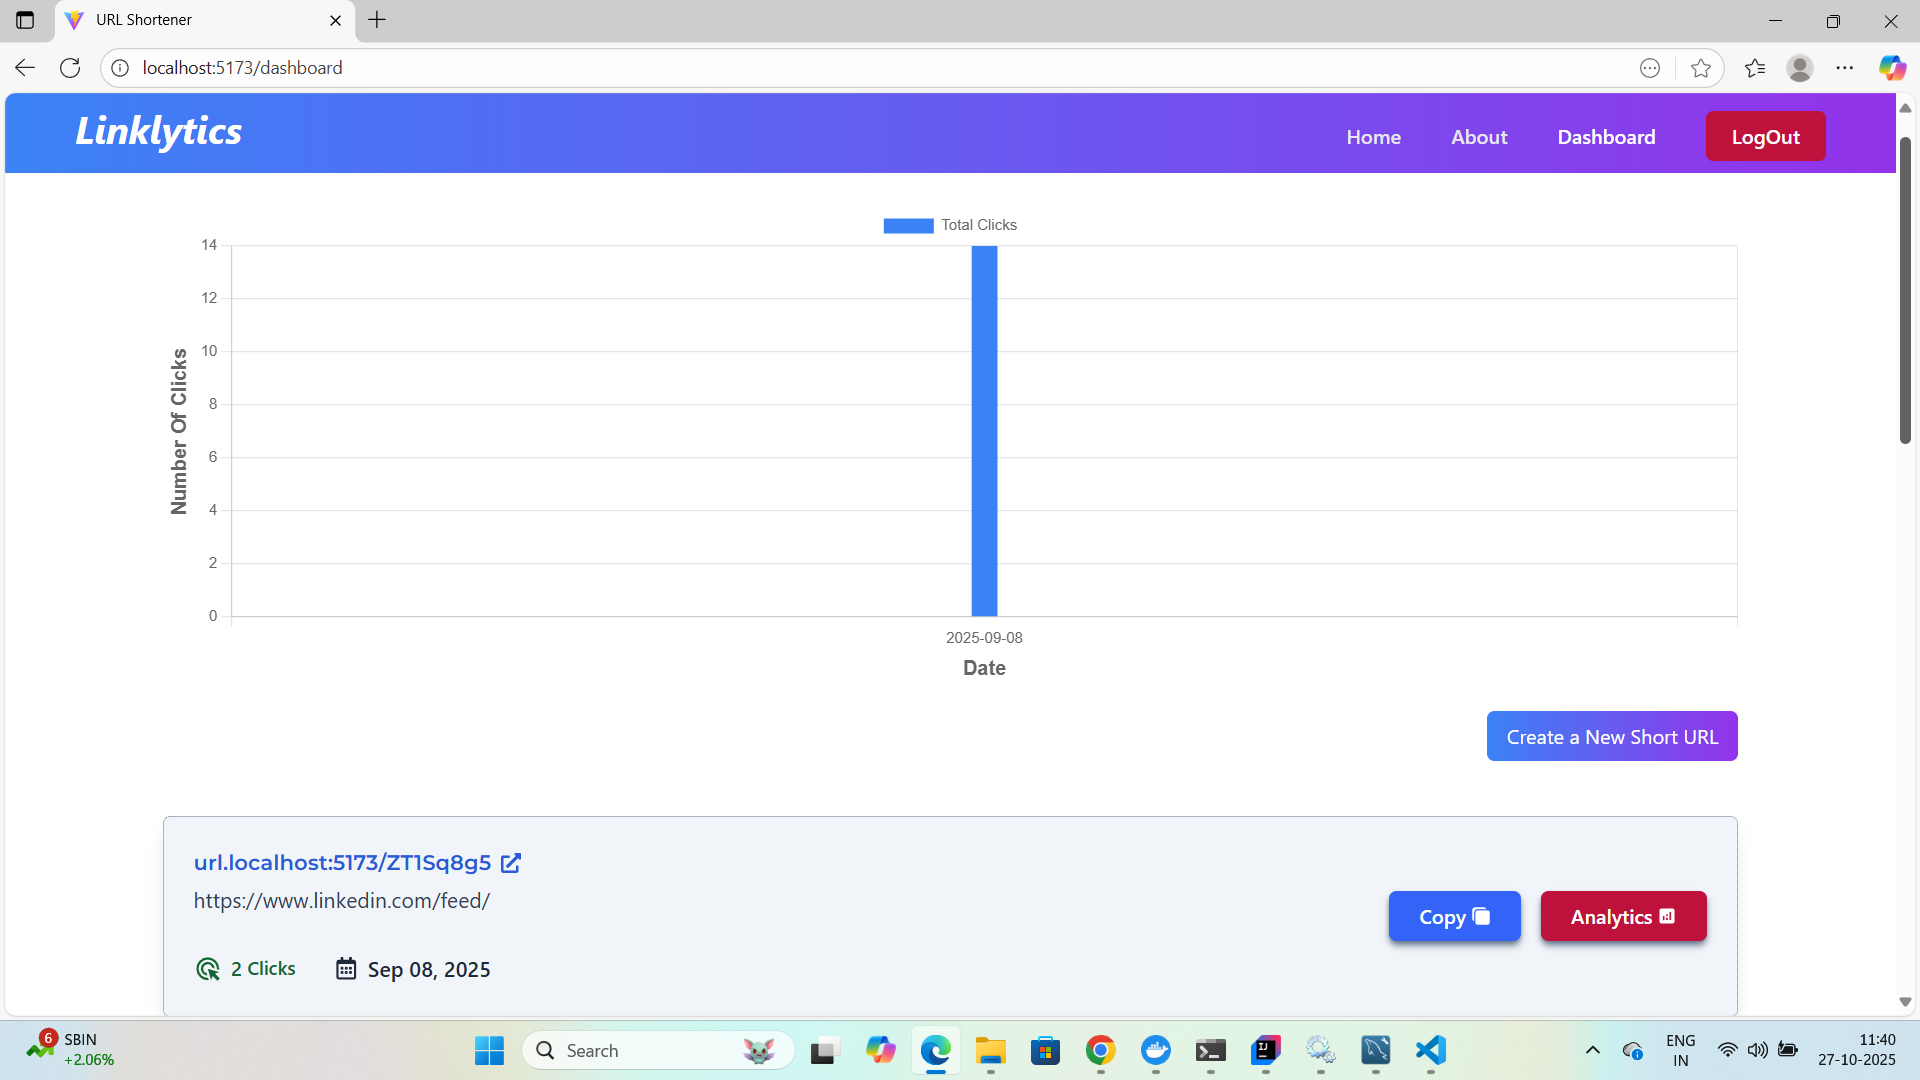 URL Shortener
localhost:5173/dashboard
Linklytics
Home
About
Dashboard
LogOut
Total Clicks
14
12
10
8
6
4
2
0
Number Of Clicks
2025-09-08
Date
Create a New Short URL
url.localhost:5173/ZT1Sq8g5
https://www.linkedin.com/feed/
Copy
Analytics
2 Clicks
Sep 08, 2025
6
SBIN
+2.06%
Search
IJ
ENG
IN
11:40
27-10-2025